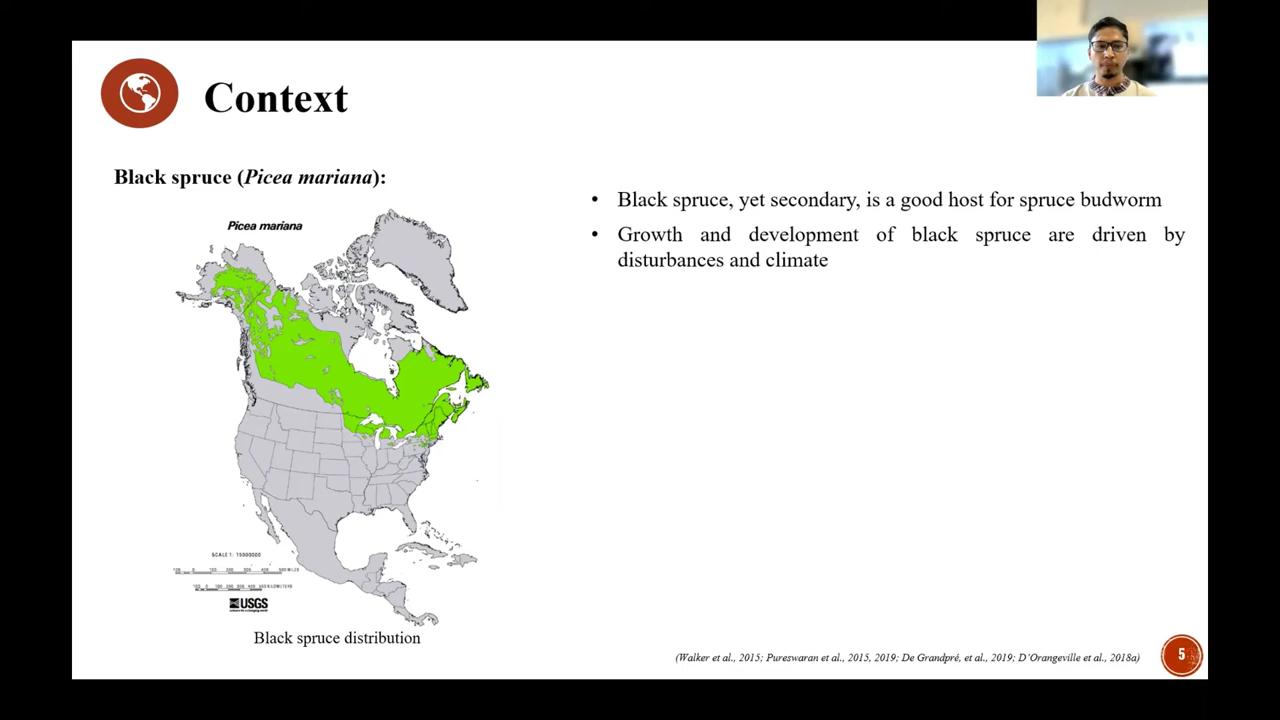 Context
Black spruce (Picea mariana):
Picea mariana
SCALE 1: 15000000
USGS
Black spruce distribution
• Black spruce, yet secondary, is a good host for spruce budworm
• Growth and development of black spruce are driven by
disturbances and climate
(Walker et al., 2015; Pureswaran et al., 2015, 2019; De Grandpré, et al., 2019; D'Orangeville et al., 2018a)
5